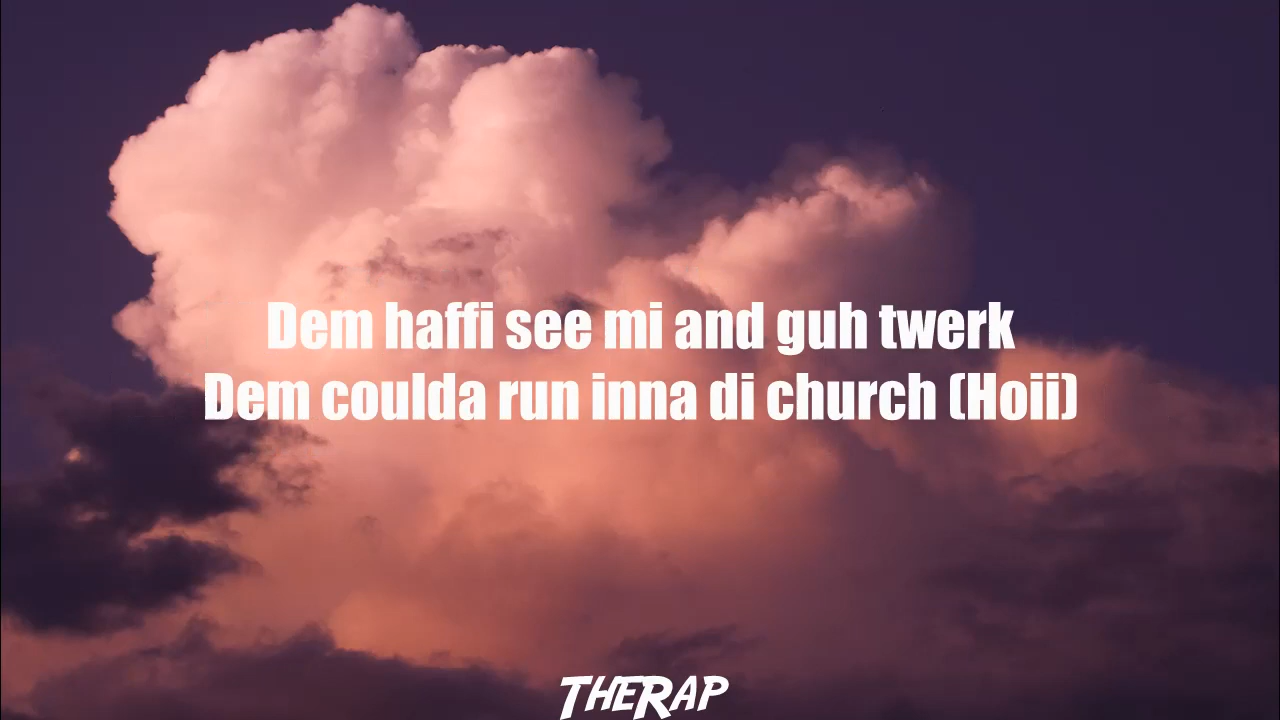 Dem haffi see mi and guh twerk
Dem coulda run inna di church (Hoii)
THERAP